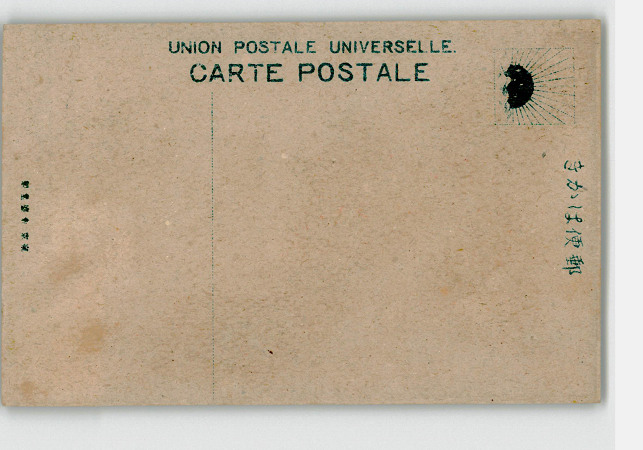 UNION POSTALE UNIVERSELLE.
CARTE POSTALE
郵便はかき